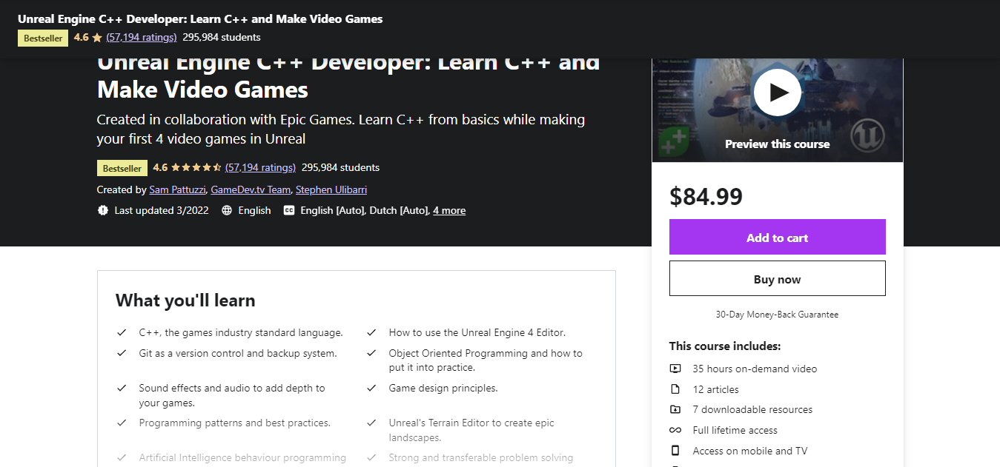 Unreal Engine C++ Developer: Learn C++ and Make Video Games
Bestseller 4.6 (57,194 ratings) 295,984 students
Unreal Engine C++ Developer: Learn C++ and
Make Video Games
Created in collaboration with Epic Games. Learn C++ from basics while making
your first 4 video games in Unreal
Bestseller 4.6 (57,194 ratings) 295,984 students
Created by Sam Pattuzzi, GameDev.tv Team, Stephen Ulibarri
Last updated 3/2022 English CC English [Auto], Dutch [Auto], 4 more
Preview this course
$84.99
Add to cart
Buy now
30-Day Money-Back Guarantee
This course includes:
35 hours on-demand video
12 articles
7 downloadable resources
Full lifetime access
Access on mobile and TV
What you'll learn
C++, the games industry standard language.
Git as a version control and backup system.
Sound effects and audio to add depth to
your games.
Programming patterns and best practices.
Artificial Intelligence behaviour programming
How to use the Unreal Engine 4 Editor.
Object Oriented Programming and how to
put it into practice.
Game design principles.
Unreal's Terrain Editor to create epic
landscapes.
Strong and transferable problem solving